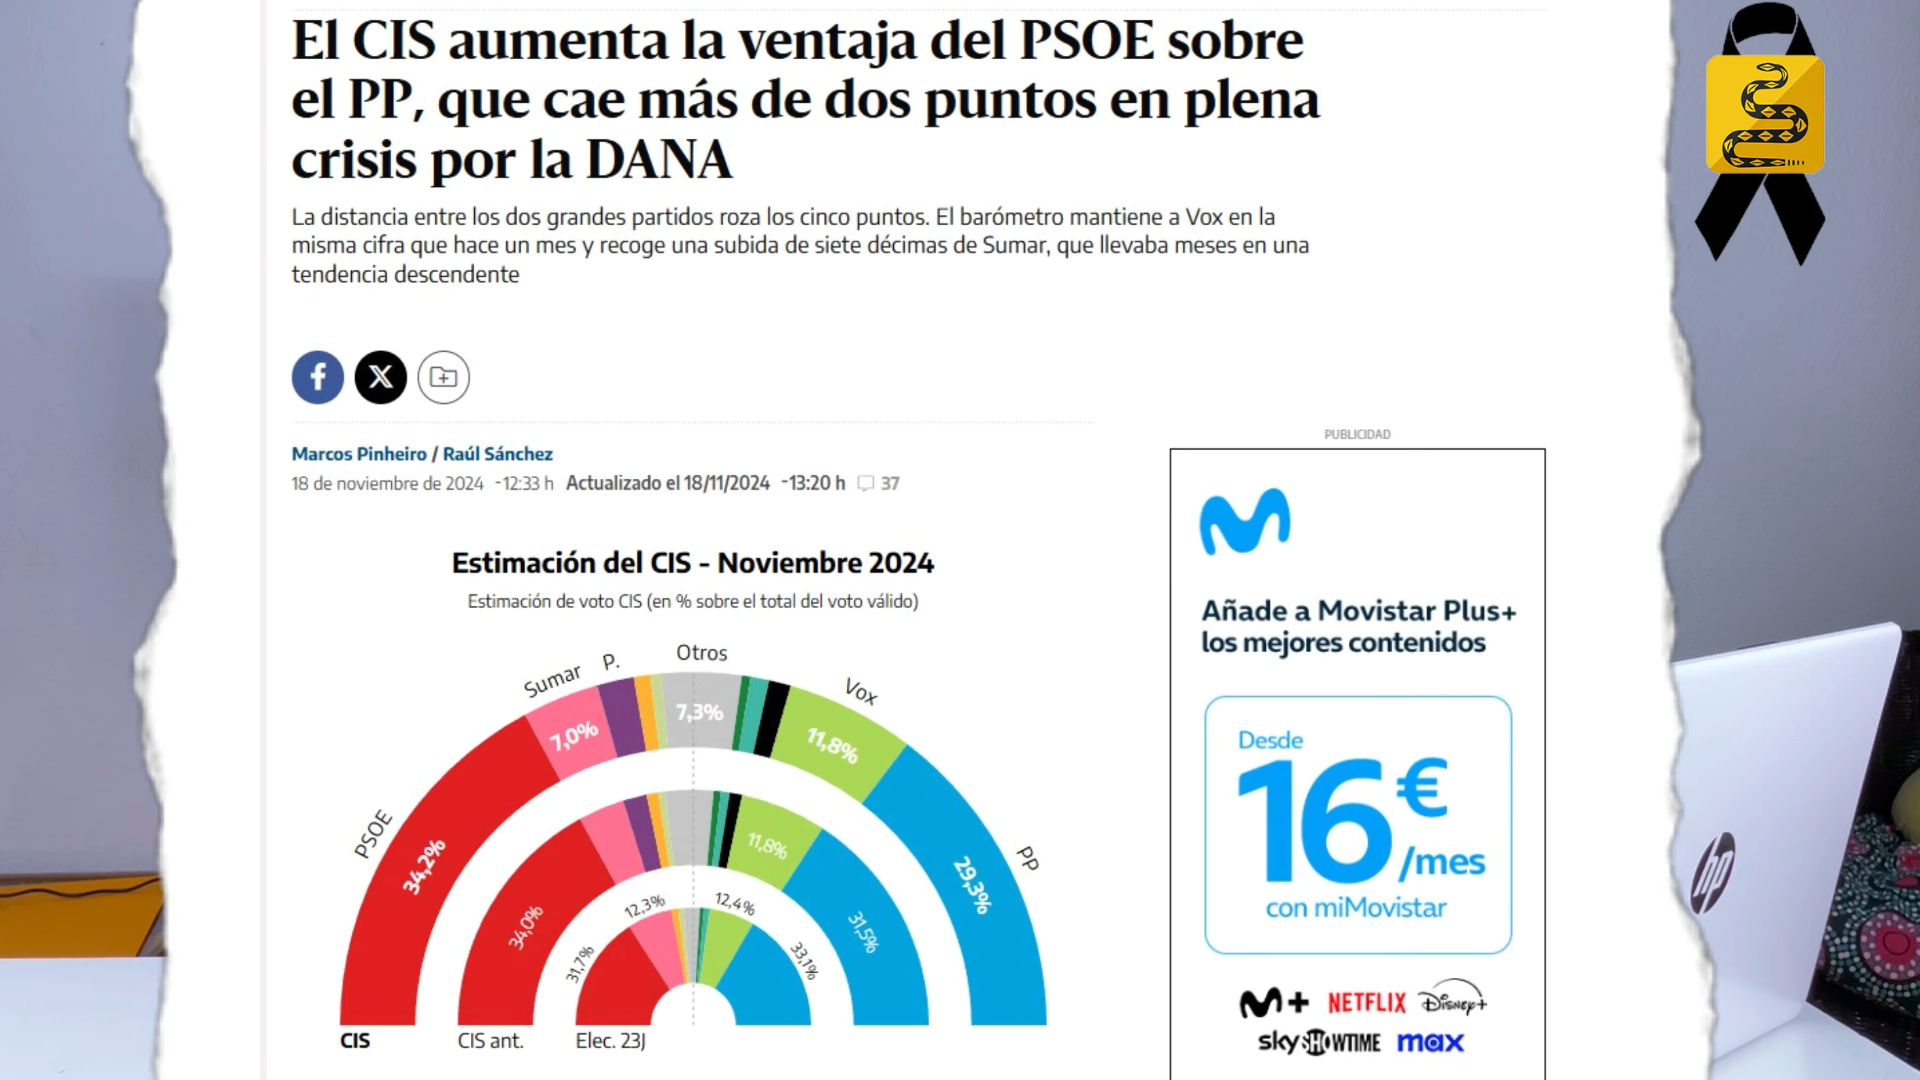 El CIS aumenta la ventaja del PSOE sobre
el PP, que cae más de dos puntos en plena
crisis por la DANA
La distancia entre los dos grandes partidos roza los cinco puntos. El barómetro mantiene a Vox en la
misma cifra que hace un mes y recoge una subida de siete décimas de Sumar, que llevaba meses en una
tendencia descendente
Marcos Pinheiro / Raúl Sánchez
18 de noviembre de 2024 -12:33 h Actualizado el 18/11/2024 -13:20 h 37
Estimación del CIS - Noviembre 2024
Estimación de voto CIS (en % sobre el total del voto válido)
PSOE
Sumar
P.
Otros
Vox
PP
34,2%
7,0%
7,3%
11,8%
29,3%
34,0%
11,8%
31,5%
31,7%
12,3%
12,4%
33,1%
CIS
CIS ant.
Elec. 23J
PUBLICIDAD
Añade a Movistar Plus+
los mejores contenidos
Desde
16€
/mes
con miMovistar
M+ NETFLIX Disney+
sky SHOWTIME max
hp